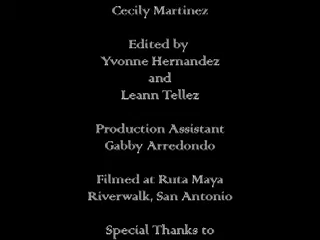 Cecily Martinez
Edited by
Yvonne Hernandez
and
Leann Tellez
Production Assistant
Gabby Arredondo
Filmed at Ruta Maya
Riverwalk, San Antonio
Special Thanks to